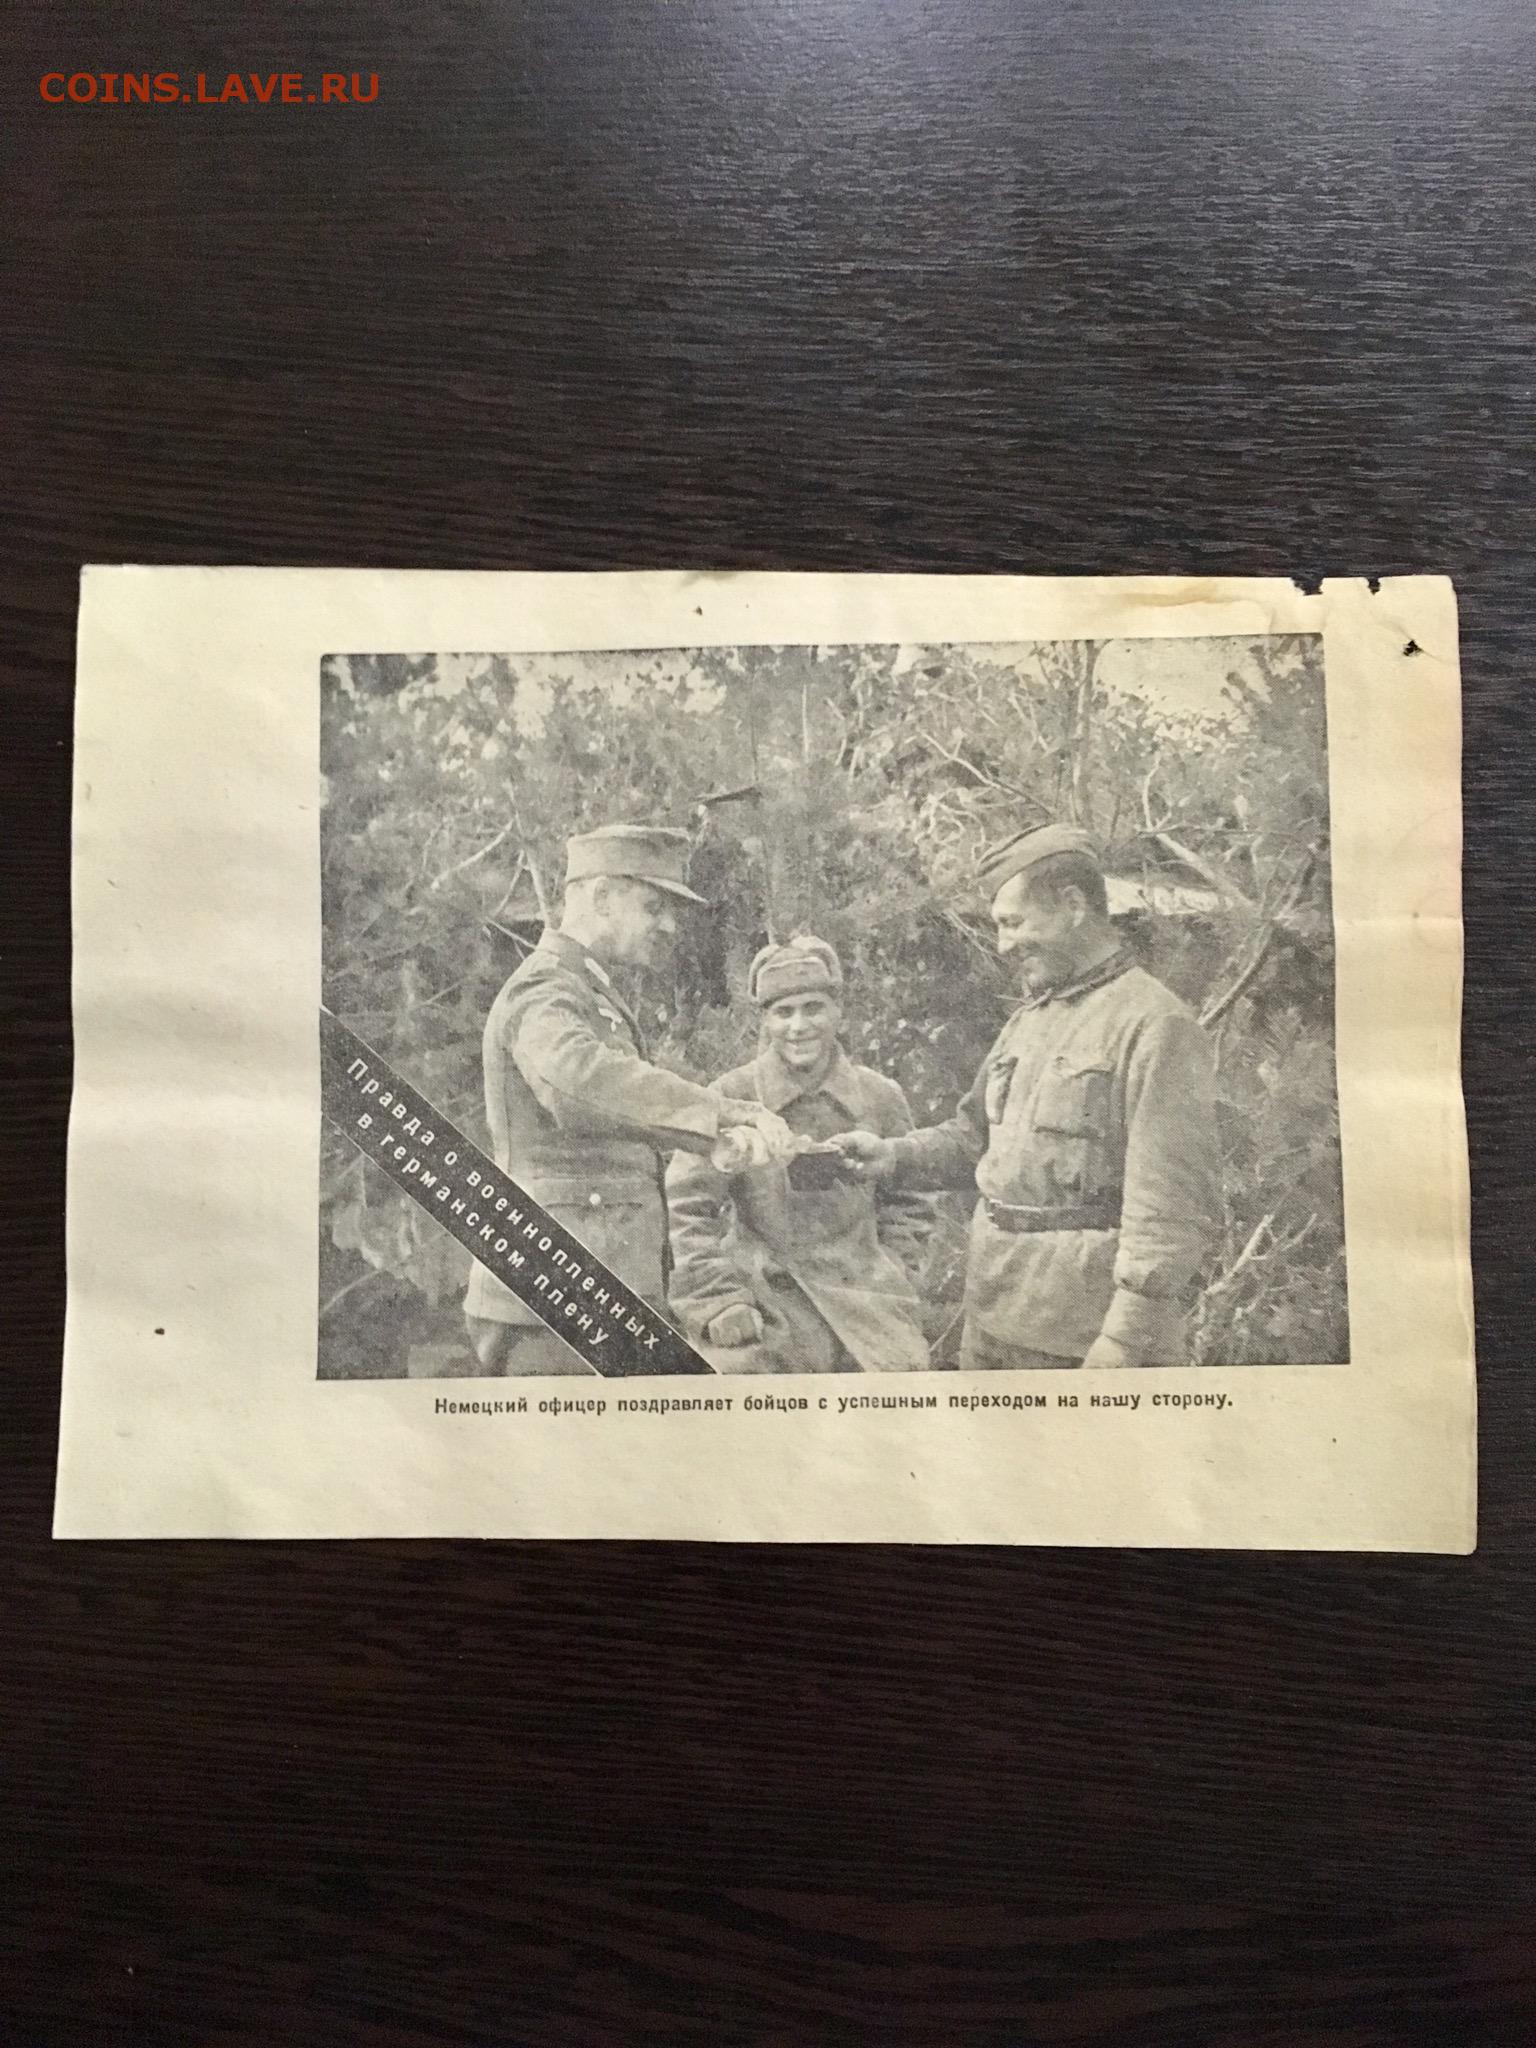 COINS.LAVE.RU
Правда о военнопленных
в германском плену
Немецкий офицер поздравляет бойцов с успешным переходом на нашу сторону.